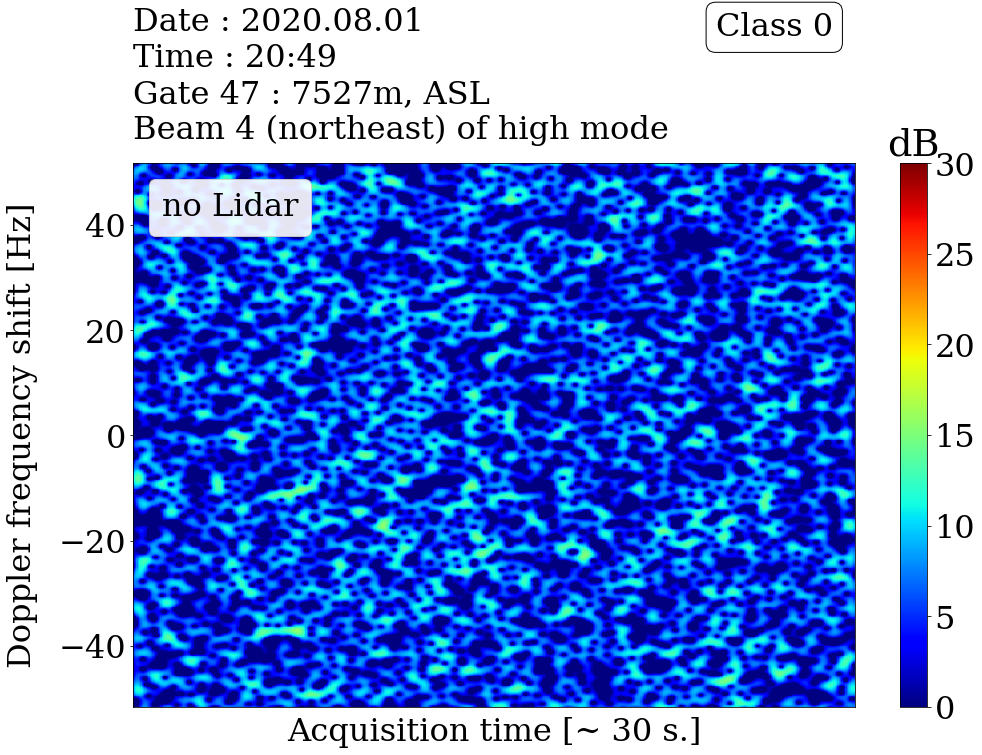 Date : 2020.08.01
Class 0
Time : 20:49
Gate 47 : 7527m, ASL
Beam 4 (northeast) of high mode
dB
no Lidar
Doppler frequency shift [Hz]
40
20
0
−20
−40
30
25
20
15
10
5
0
Acquisition time [~ 30 s.]